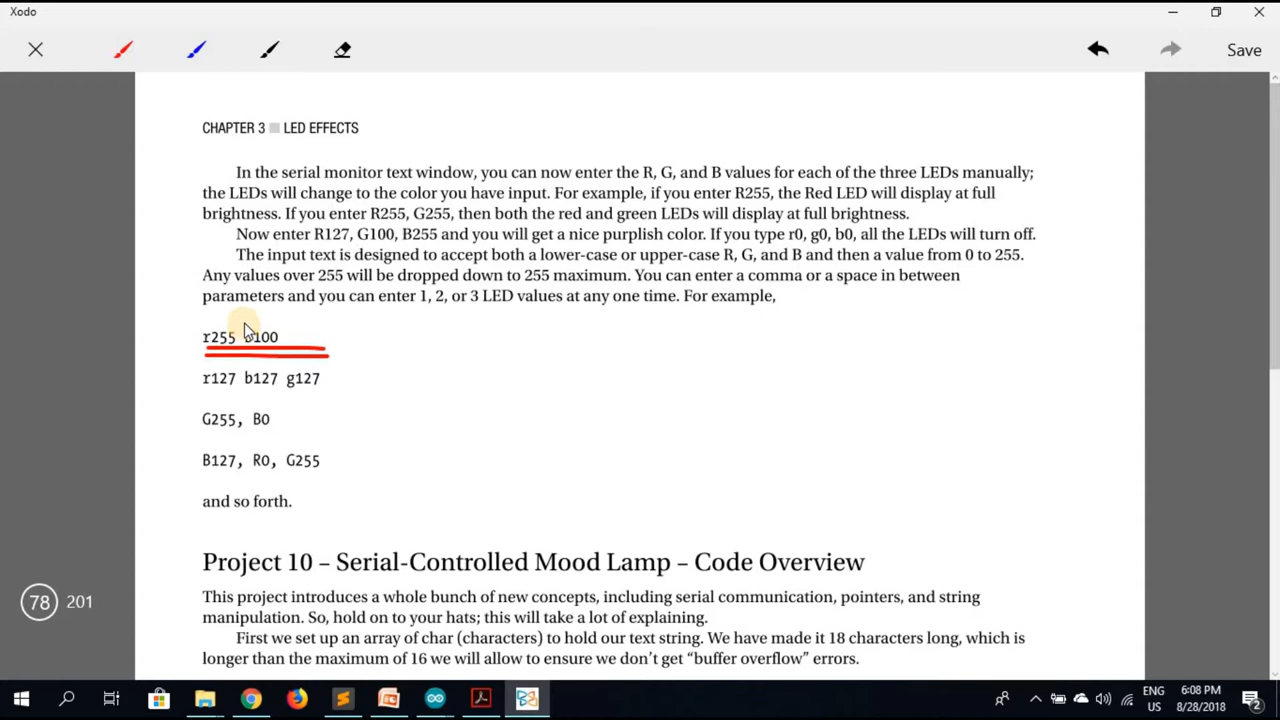 Xodo
Save
CHAPTER 3 ■ LED EFFECTS
In the serial monitor text window, you can now enter the R, G, and B values for each of the three LEDs manually;
the LEDs will change to the color you have input. For example, if you enter R255, the Red LED will display at full
brightness. If you enter R255, G255, then both the red and green LEDs will display at full brightness.
Now enter R127, G100, B255 and you will get a nice purplish color. If you type r0, g0, b0, all the LEDs will turn off.
The input text is designed to accept both a lower-case or upper-case R, G, and B and then a value from 0 to 255.
Any values over 255 will be dropped down to 255 maximum. You can enter a comma or a space in between
parameters and you can enter 1, 2, or 3 LED values at any one time. For example,
r255 b100
r127 b127 g127
G255, B0
B127, R0, G255
and so forth.
Project 10 – Serial-Controlled Mood Lamp – Code Overview
This project introduces a whole bunch of new concepts, including serial communication, pointers, and string
manipulation. So, hold on to your hats; this will take a lot of explaining.
First we set up an array of char (characters) to hold our text string. We have made it 18 characters long, which is
longer than the maximum of 16 we will allow to ensure we don't get "buffer overflow" errors.
78 201
ENG
US
6:08 PM
8/28/2018
2